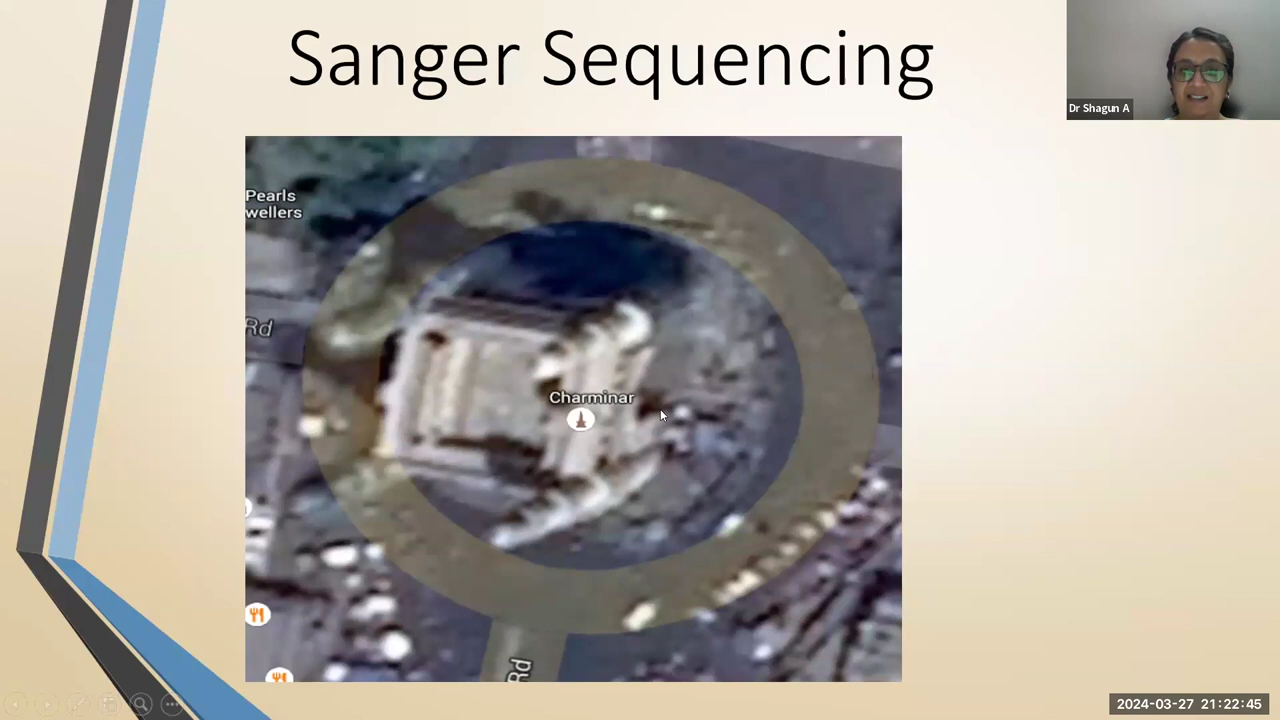 Sanger Sequencing
Dr Shagun A
Pearls
wellers
Rd
Charminar
Rd
2024-03-27 21:22:45